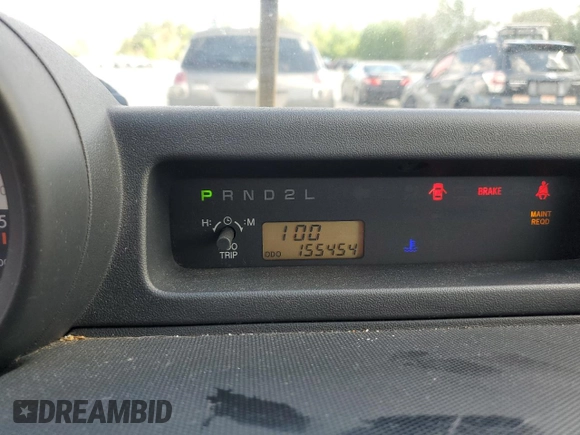 P R N D 2 L
BRAKE
MAINT
REQD
H: :M
TRIP
100
ODO 155454
DREAMBID